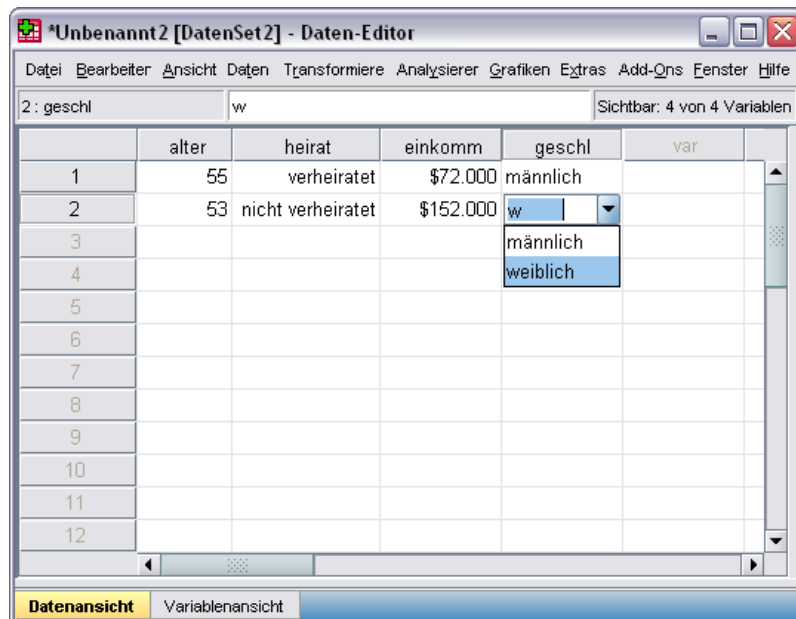 *Unbenannt2 [DatenSet2] - Daten-Editor
Datei Bearbeiter Ansicht Daten Transformiere Analysierer Grafiken Extras Add-Ons Fenster Hilfe
2 : geschl w Sichtbar: 4 von 4 Variablen
alter heirat einkomm geschl var
1 55 verheiratet $72.000 männlich
2 53 nicht verheiratet $152.000 w
3 männlich
4 weiblich
5
6
7
8
9
10
11
12
Datenansicht Variablenansicht